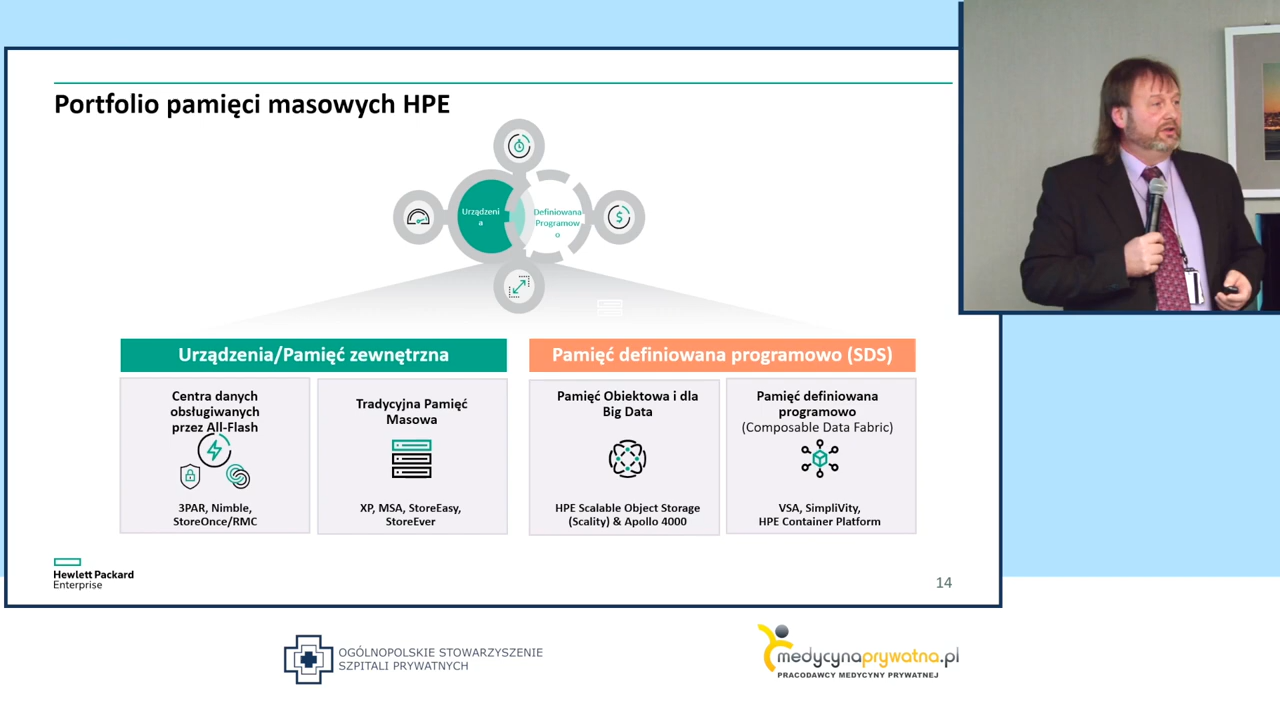 Portfolio pamięci masowych HPE
Urządzeni
a
Definiowana
Programow
o
$
Urządzenia/Pamięć zewnętrzna
Pamięć definiowana programowo (SDS)
Centra danych
obsługiwanych
przez All-Flash
3PAR, Nimble,
StoreOnce/RMC
Tradycyjna Pamięć
Masowa
XP, MSA, StoreEasy,
StoreEver
Pamięć Obiektowa i dla
Big Data
HPE Scalable Object Storage
(Scality) & Apollo 4000
Pamięć definiowana
programowo
(Composable Data Fabric)
VSA, SimpliVity,
HPE Container Platform
Hewlett Packard
Enterprise
14
OGÓLNOPOLSKIE STOWARZYSZENIE
SZPITALI PRYWATNYCH
medycynaprywatna.pl
PRACODAWCY MEDYCYNY PRYWATNEJ